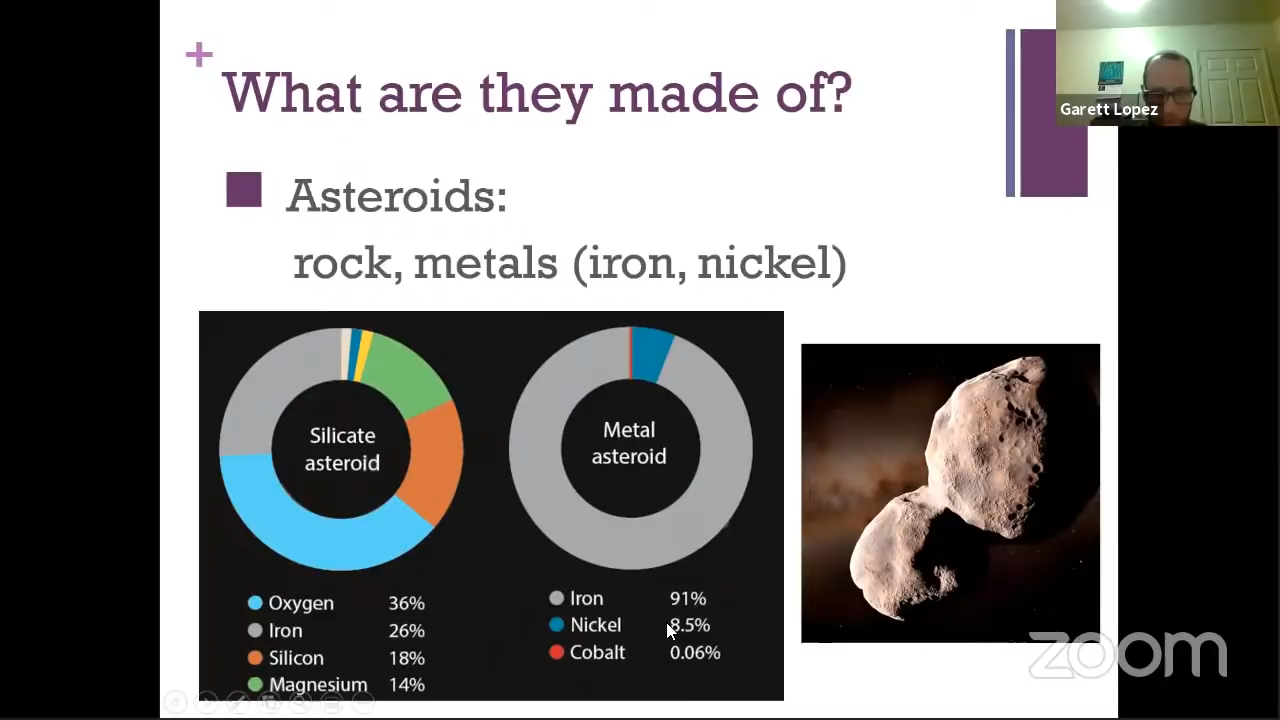 +
What are they made of?
Garett Lopez
Asteroids:
rock, metals (iron, nickel)
Silicate
asteroid
Metal
asteroid
Oxygen 36%
Iron 26%
Silicon 18%
Magnesium 14%
Iron 91%
Nickel 8.5%
Cobalt 0.06%
zoom